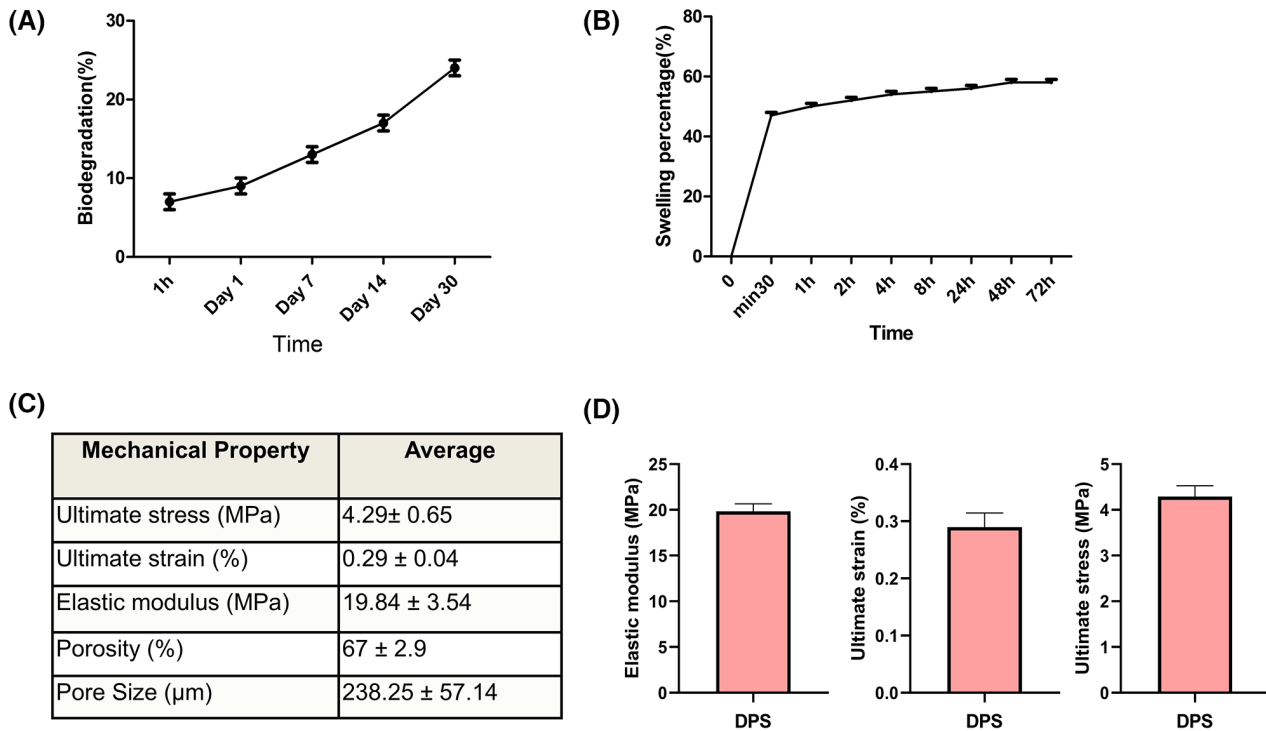 (A)
30
20
10
0
Biodegradation(%)
1h
Day 1
Day 7
Day 14
Day 30
Time
(B)
80
60
40
20
0
Swelling percentage(%)
0
min30
1h
2h
4h
8h
24h
48h
72h
Time
(C)
Mechanical Property Average
Ultimate stress (MPa) 4.29± 0.65
Ultimate strain (%) 0.29 ± 0.04
Elastic modulus (MPa) 19.84 ± 3.54
Porosity (%) 67 ± 2.9
Pore Size (µm) 238.25 ± 57.14
(D)
25
20
15
10
5
0
Elastic modulus (MPa)
DPS
0.4
0.3
0.2
0.1
0.0
Ultimate strain (%)
DPS
5
4
3
2
1
0
Ultimate stress (MPa)
DPS